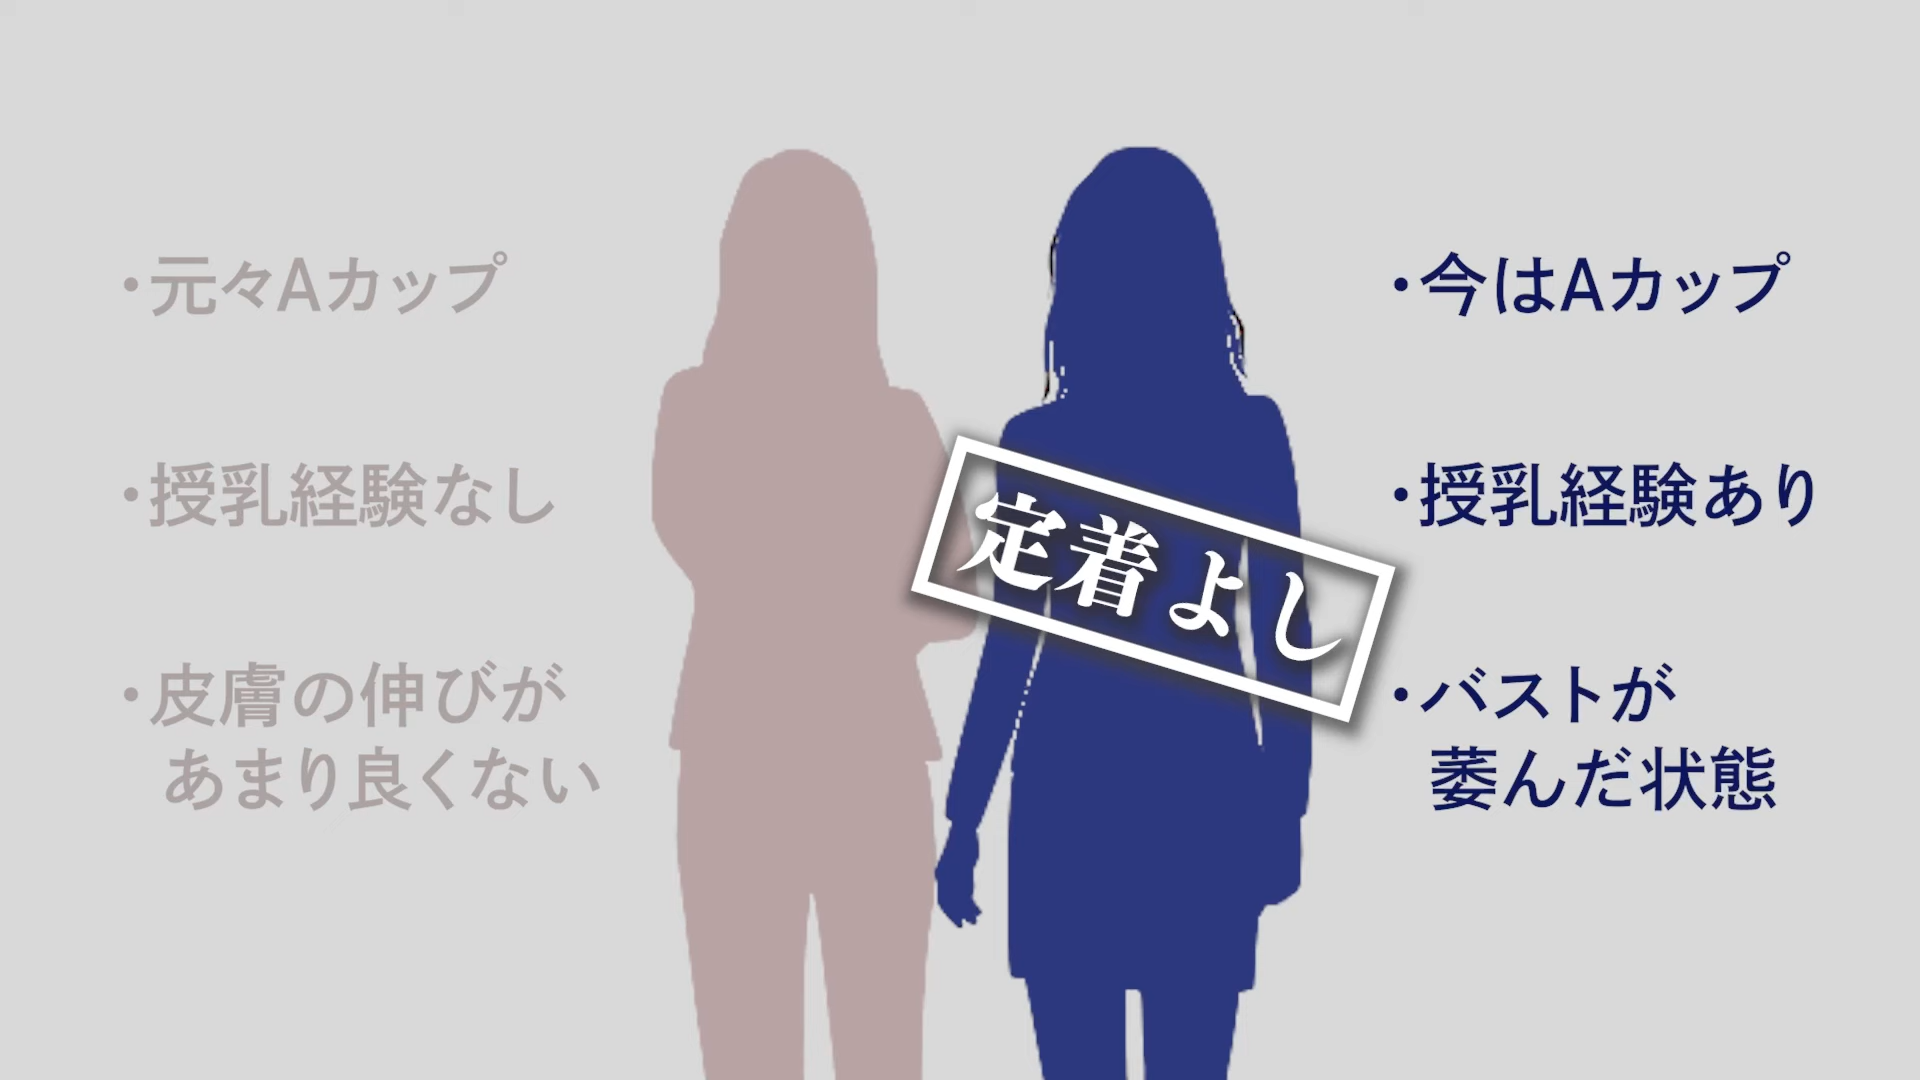 ・元々Aカップ
・授乳経験なし
・皮膚の伸びが
あまり良くない
定着よし
・今はAカップ
・授乳経験あり
・バストが
萎んだ状態